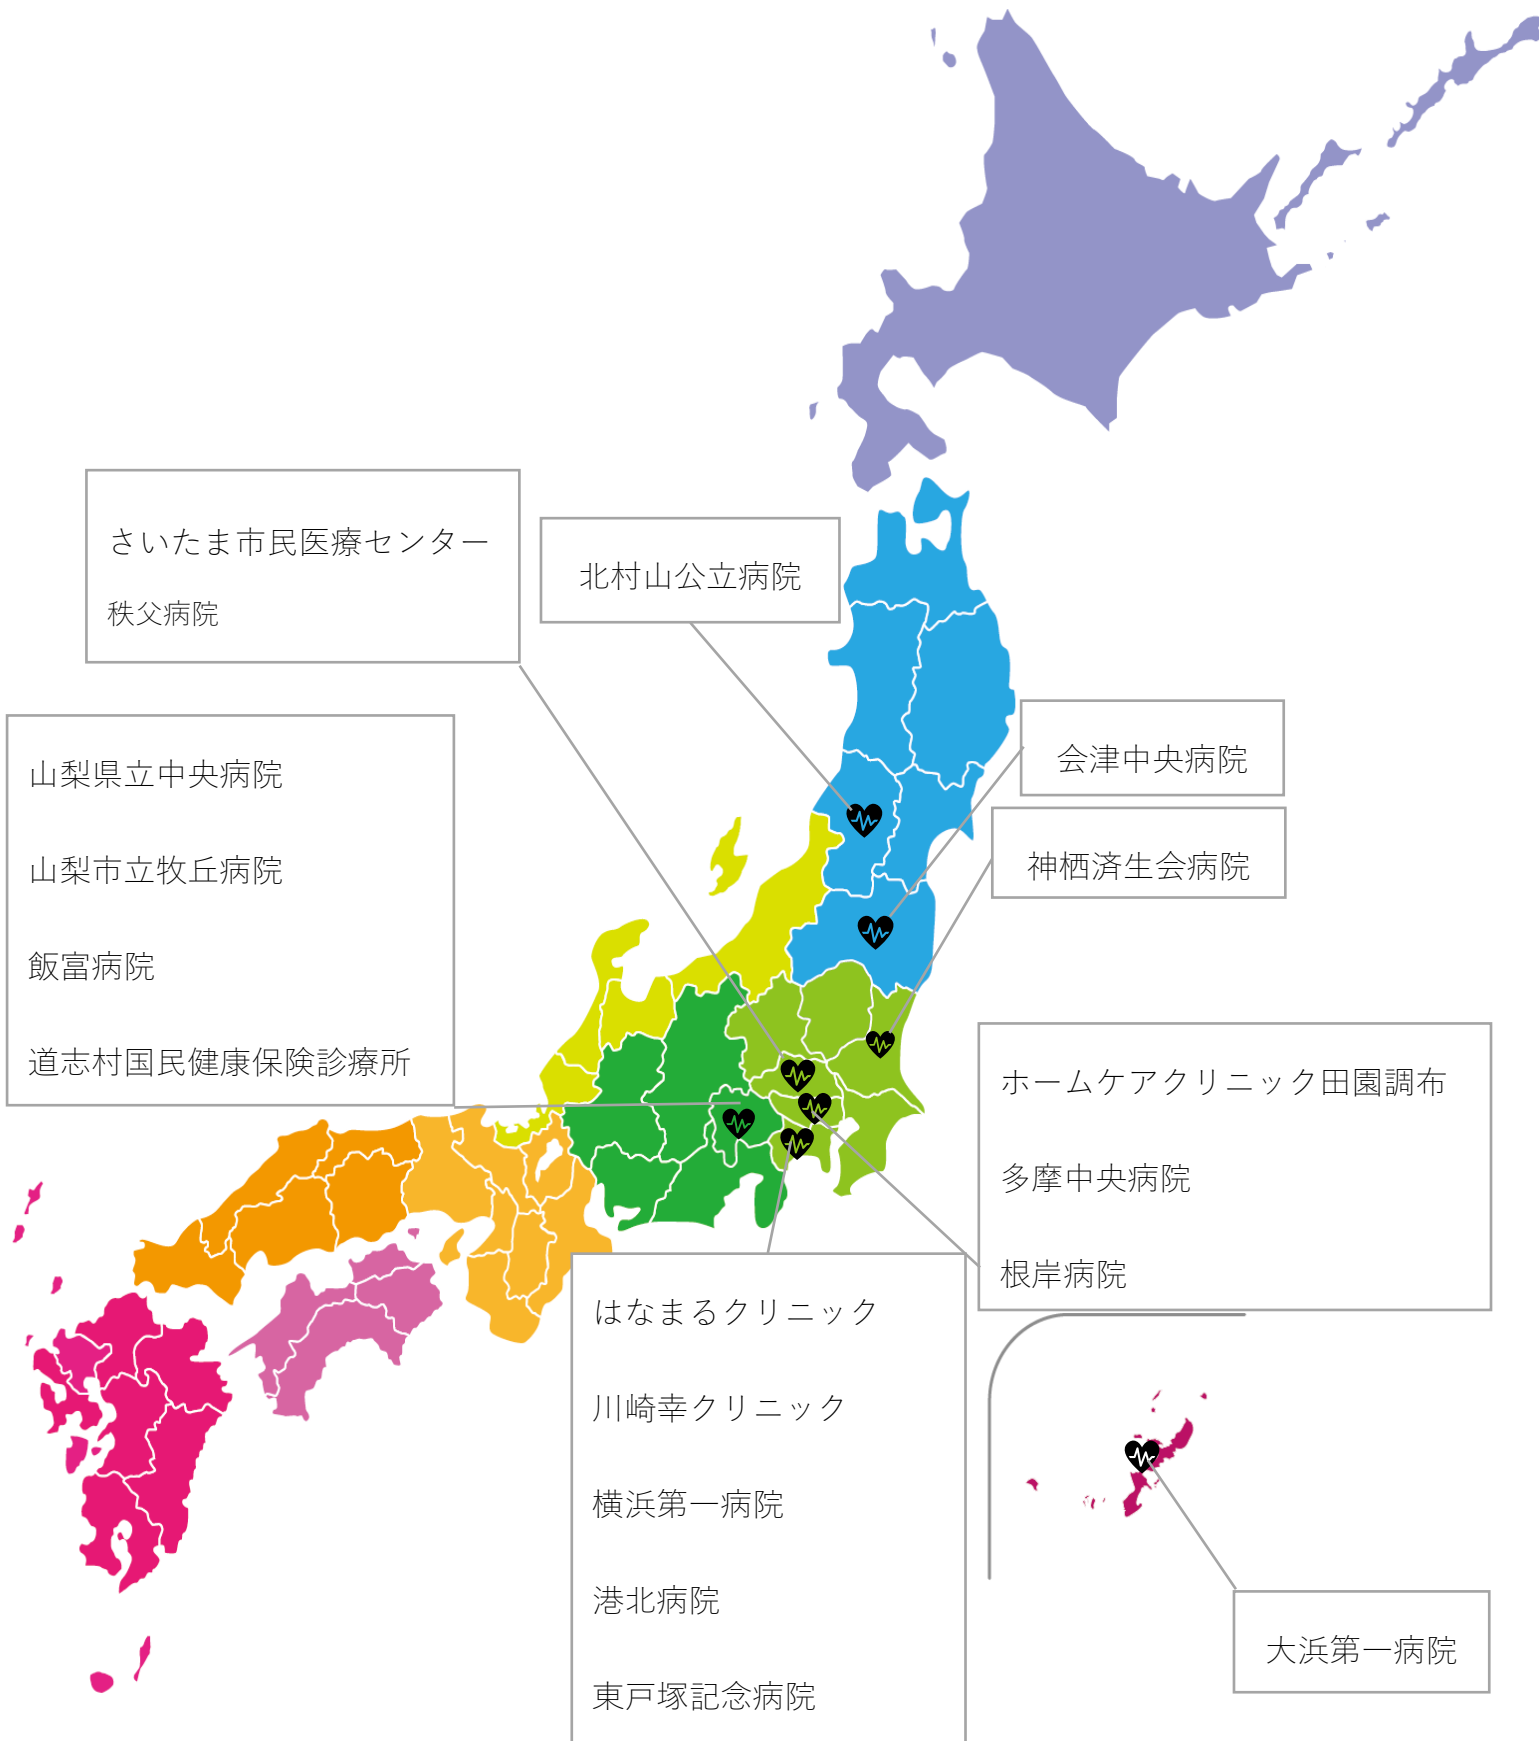 さいたま市民医療センター
秩父病院
北村山公立病院
山梨県立中央病院
山梨市立牧丘病院
飯富病院
道志村国民健康保険診療所
会津中央病院
神栖済生会病院
ホームケアクリニック田園調布
多摩中央病院
根岸病院
はなまるクリニック
川崎幸クリニック
横浜第一病院
港北病院
東戸塚記念病院
大浜第一病院